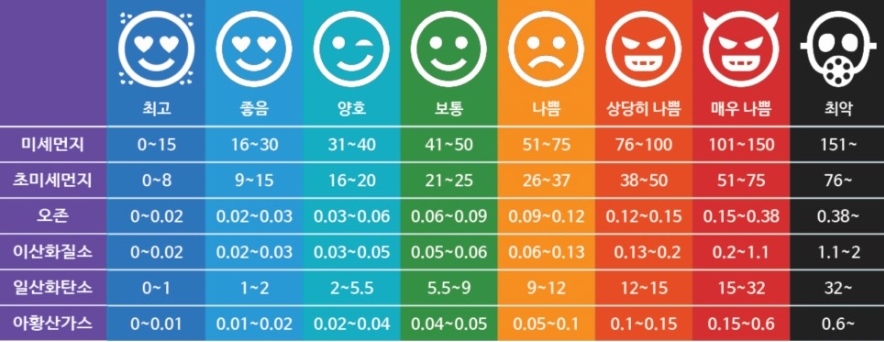 최고 좋음 양호 보통 나쁨 상당히 나쁨 매우 나쁨 최악
미세먼지 0~15 16~30 31~40 41~50 51~75 76~100 101~150 151~
초미세먼지 0~8 9~15 16~20 21~25 26~37 38~50 51~75 76~
오존 0~0.02 0.02~0.03 0.03~0.06 0.06~0.09 0.09~0.12 0.12~0.15 0.15~0.38 0.38~
이산화질소 0~0.02 0.02~0.03 0.03~0.05 0.05~0.06 0.06~0.13 0.13~0.2 0.2~1.1 1.1~2
일산화탄소 0~1 1~2 2~5.5 5.5~9 9~12 12~15 15~32 32~
아황산가스 0~0.01 0.01~0.02 0.02~0.04 0.04~0.05 0.05~0.1 0.1~0.15 0.15~0.6 0.6~